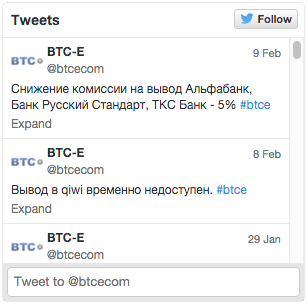 Tweets
Follow
BTC-E
9 Feb
BTC
@btcecom
Снижение комиссии на вывод Альфабанк,
Банк Русский Стандарт, ТКС Банк - 5% #btce
Expand
BTC-E
8 Feb
BTC
@btcecom
Вывод в qiwi временно недоступен. #btce
Expand
BTC-E
29 Jan
BTC
@btcecom
Tweet to @btcecom